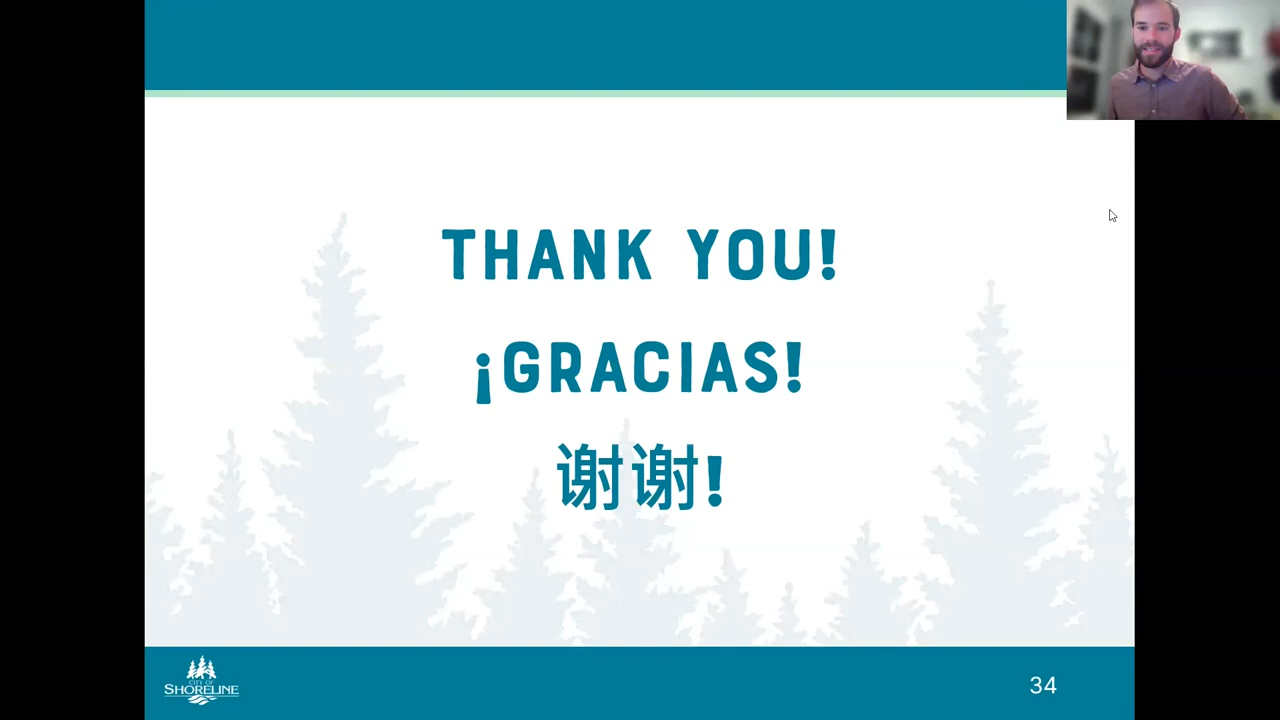 THANK YOU!
¡GRACIAS!
谢谢!
CITY OF
SHORELINE
34